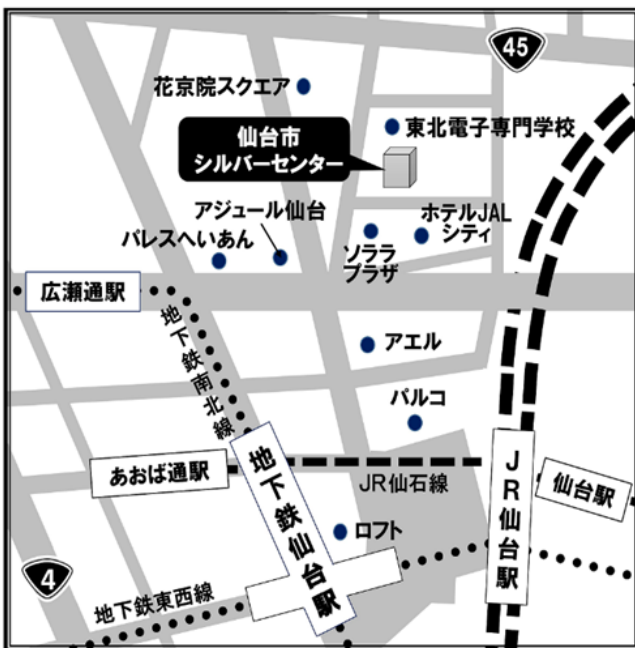 45
花京院スクエア
東北電子専門学校
仙台市
シルバーセンター
アジュール仙台
パレスへいあん
ホテルJAL
シティ
ソララ
プラザ
広瀬通駅
地下鉄南北線
アエル
パルコ
あおば通駅
JR仙石線
地下鉄仙台駅
JR仙台駅
仙台駅
ロフト
4
地下鉄東西線